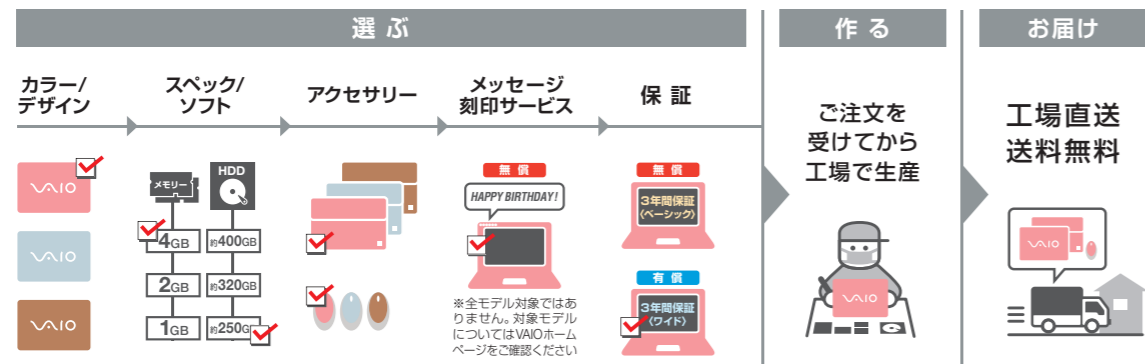 選ぶ
作る
お届け
カラー/
デザイン
スペック/
ソフト
アクセサリー
メッセージ
刻印サービス
保証
VAIO
VAIO
VAIO
メモリー
4GB
2GB
1GB
HDD
約400GB
約320GB
約250GB
無償
HAPPY BIRTHDAY!
※全モデル対象ではあ
りません。対象モデル
についてはVAIOホーム
ページをご確認ください
無償
3年間保証
〈ベーシック〉
有償
3年間保証
〈ワイド〉
ご注文を
受けてから
工場で生産
VAIO
工場直送
送料無料
VAIO